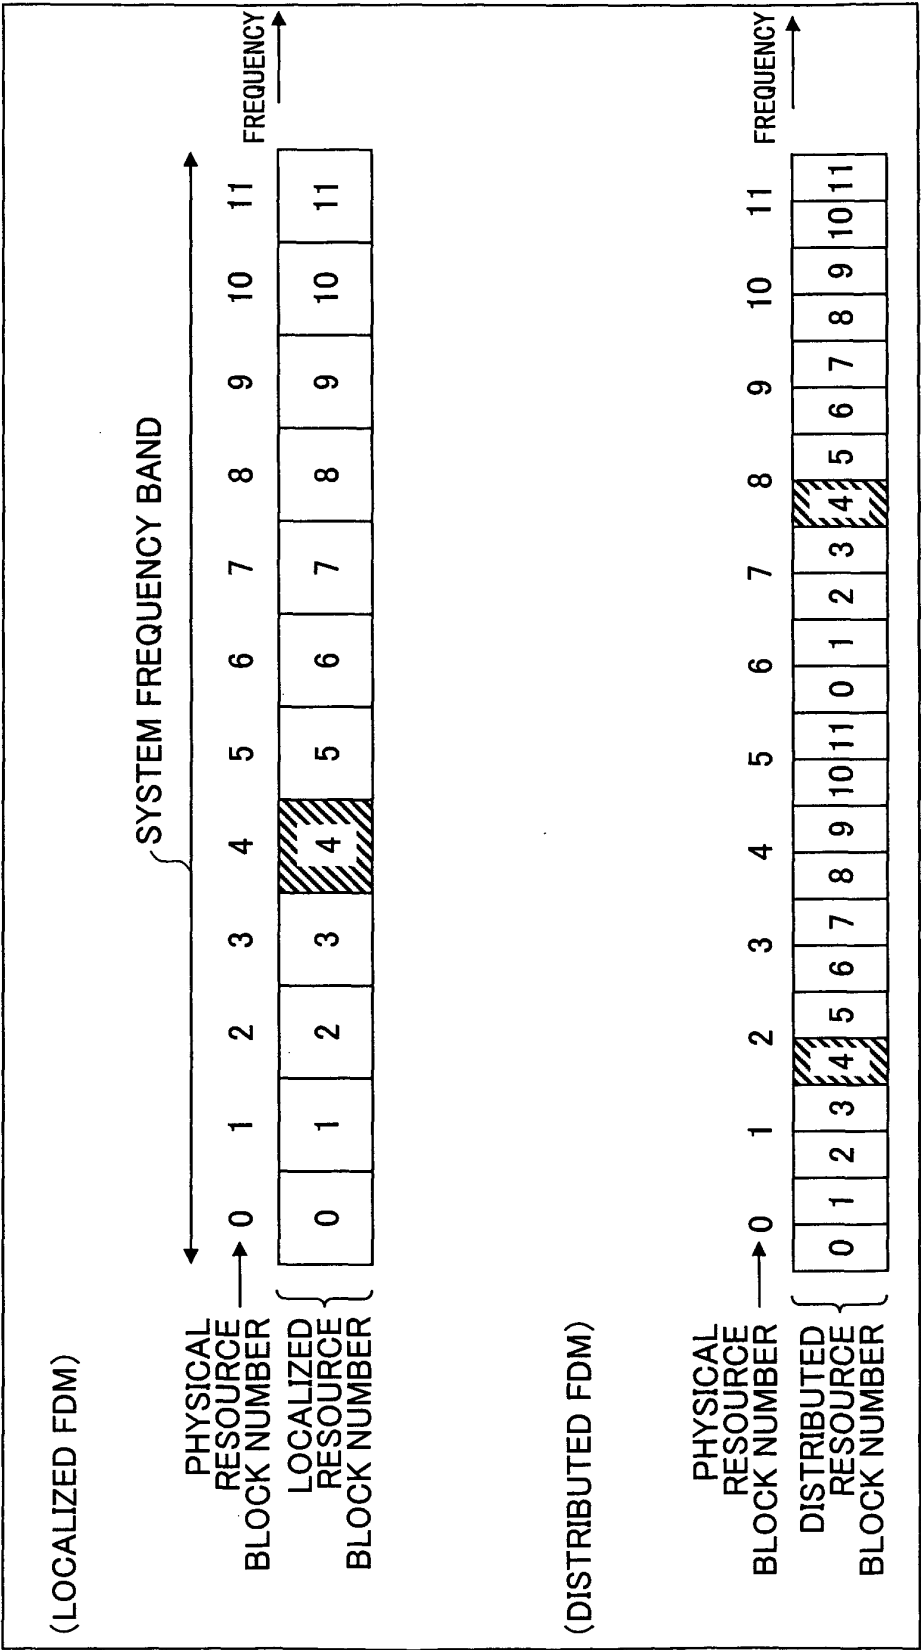 (LOCALIZED FDM)
SYSTEM FREQUENCY BAND
PHYSICAL
RESOURCE
BLOCK NUMBER
0 1 2 3 4 5 6 7 8 9 10 11
FREQUENCY
LOCALIZED
RESOURCE
BLOCK NUMBER
0 1 2 3 4 5 6 7 8 9 10 11
(DISTRIBUTED FDM)
PHYSICAL
RESOURCE
BLOCK NUMBER
0 1 2 3 4 5 6 7 8 9 10 11
FREQUENCY
DISTRIBUTED
RESOURCE
BLOCK NUMBER
0 1 2 3 4 5 6 7 8 9 10 11 0 1 2 3 4 5 6 7 8 9 10 11